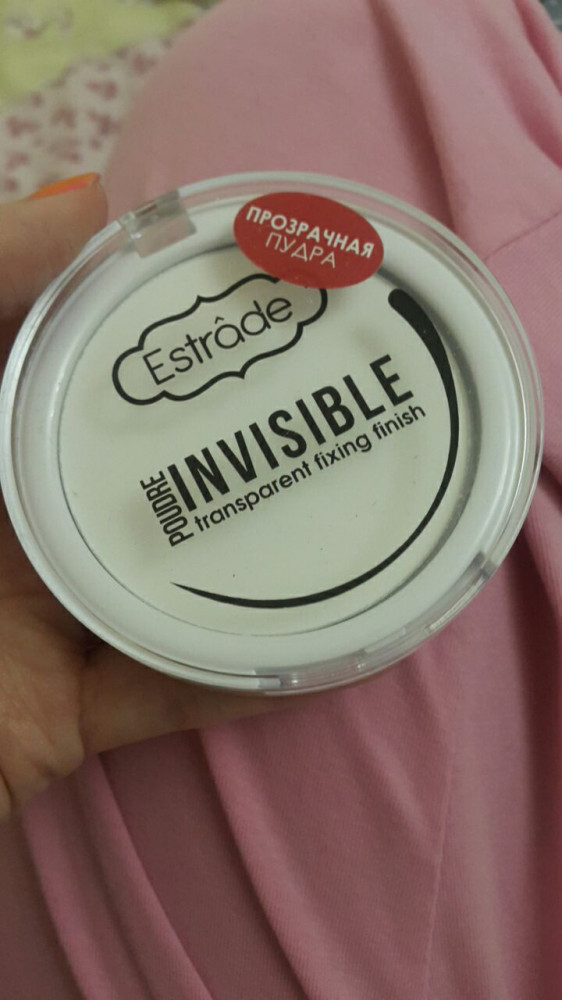 ПРОЗРАЧНАЯ
ПУДРА
Estrâde
POUDRE
INVISIBLE
transparent fixing finish